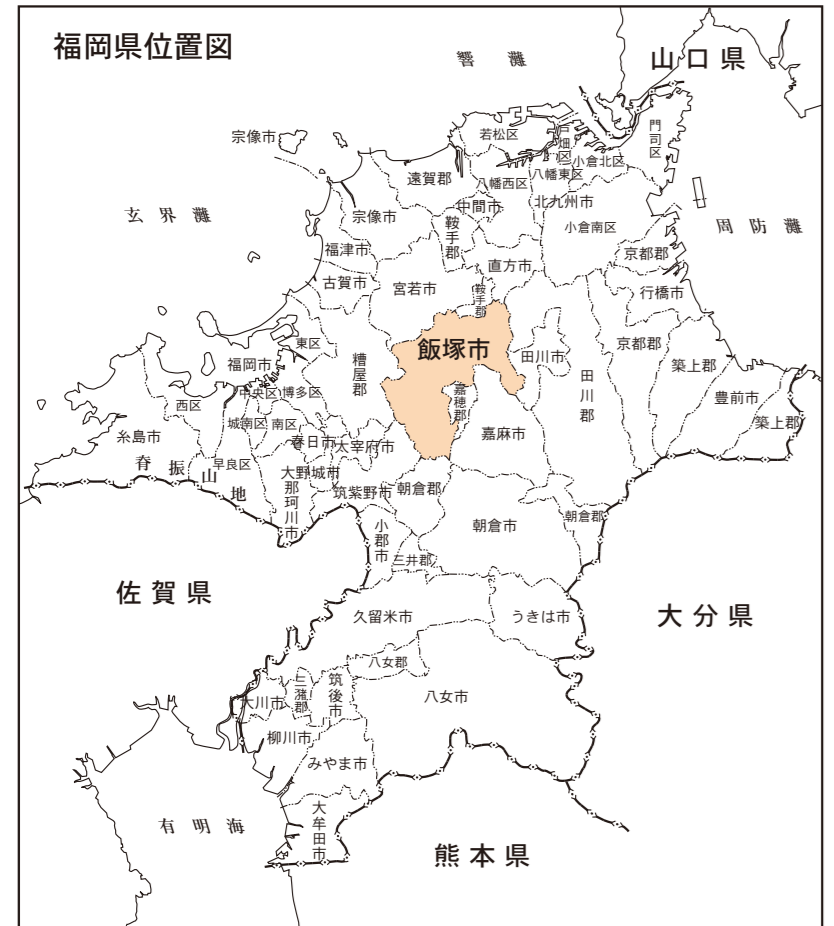 福岡県位置図
響灘
山口県
宗像市
若松区
戸畑区
門司区
小倉北区
遠賀郡
八幡西区
八幡東区
中間市
北九州市
玄界灘
宗像市
鞍手郡
小倉南区
周防灘
福津市
直方市
京都郡
古賀市
宮若市
鞍手郡
行橋市
東区
飯塚市
田川市
京都郡
築上郡
福岡市
糟屋郡
中央区
博多区
嘉穂郡
田川郡
豊前市
西区
城南区
南区
築上郡
糸島市
春日市
太宰府市
嘉麻市
脊振山地
早良区
大野城市
那珂川市
筑紫野市
朝倉郡
朝倉市
朝倉郡
小郡市
三井郡
佐賀県
久留米市
うきは市
大分県
八女郡
大川市
三潴郡
筑後市
八女市
柳川市
みやま市
有明海
大牟田市
熊本県